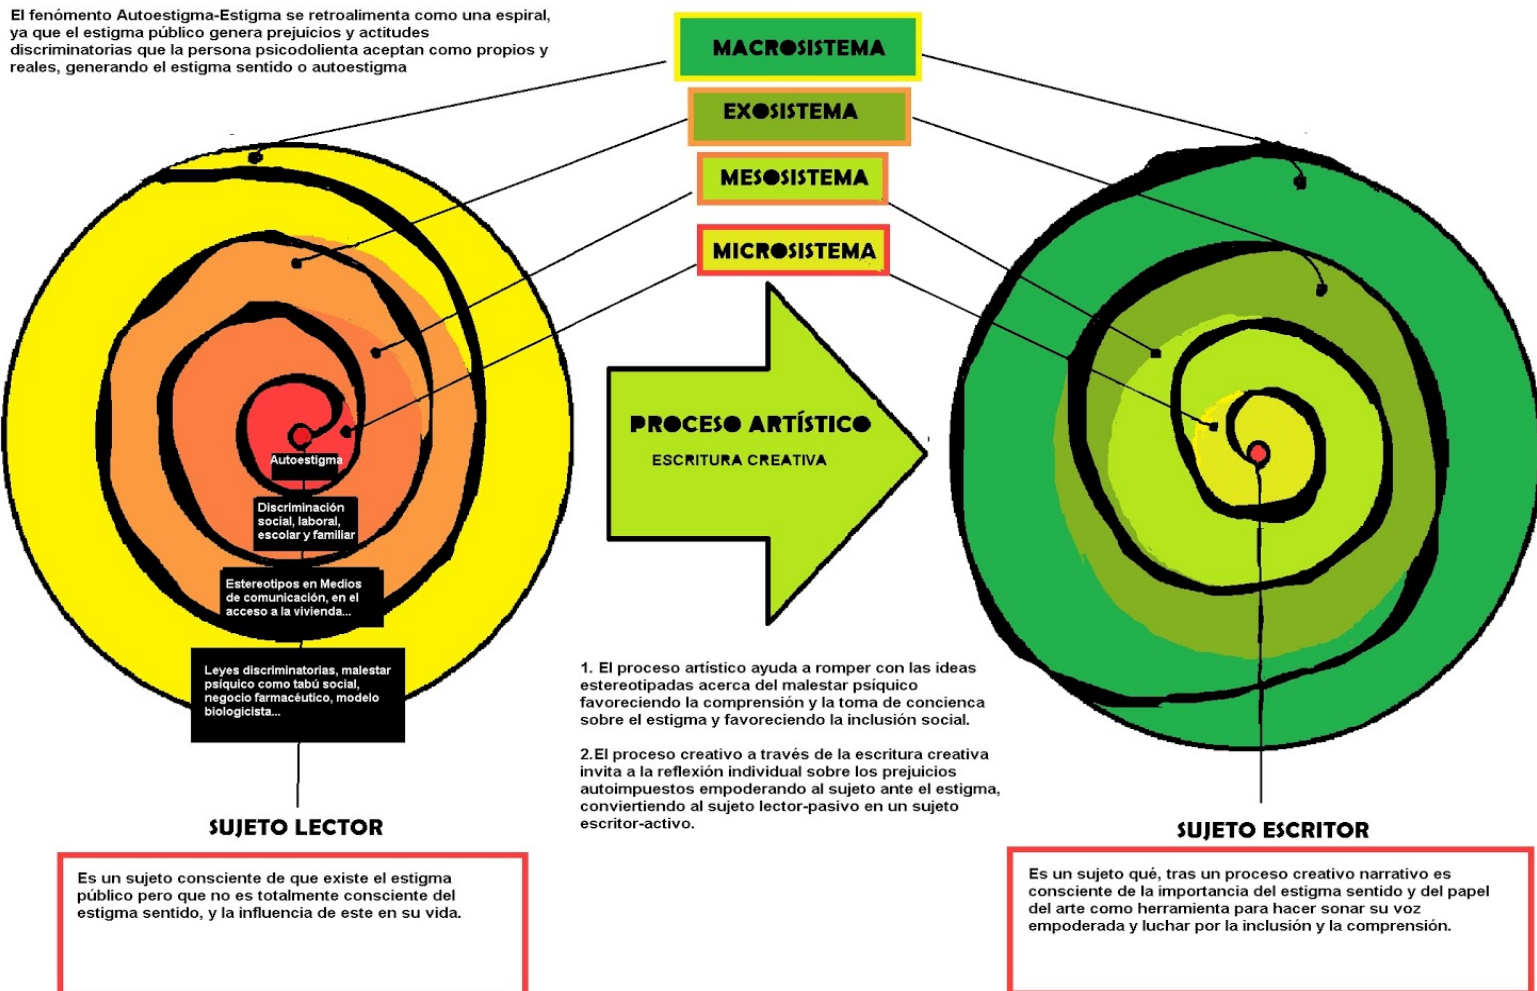 El fenómento Autoestigma-Estigma se retroalimenta como una espiral,
ya que el estigma público genera prejuicios y actitudes
discriminatorias que la persona psicodolienta aceptan como propios y
reales, generando el estigma sentido o autoestigma
MACROSISTEMA
EXOSISTEMA
MESOSISTEMA
MICROSISTEMA
PROCESO ARTÍSTICO
ESCRITURA CREATIVA
Autoestigma
Discriminación
social, laboral,
escolar y familiar
Estereotipos en Medios
de comunicación, en el
acceso a la vivienda...
Leyes discriminatorias, malestar
psíquico como tabú social,
negocio farmacéutico, modelo
biologicista...
1. El proceso artístico ayuda a romper con las ideas
estereotipadas acerca del malestar psíquico
favoreciendo la comprensión y la toma de concienca
sobre el estigma y favoreciendo la inclusión social.
2.El proceso creativo a través de la escritura creativa
invita a la reflexión individual sobre los prejuicios
autoimpuestos empoderando al sujeto ante el estigma,
conviertiendo al sujeto lector-pasivo en un sujeto
escritor-activo.
SUJETO LECTOR
Es un sujeto consciente de que existe el estigma
público pero que no es totalmente consciente del
estigma sentido, y la influencia de este en su vida.
SUJETO ESCRITOR
Es un sujeto qué, tras un proceso creativo narrativo es
consciente de la importancia del estigma sentido y del papel
del arte como herramienta para hacer sonar su voz
empoderada y luchar por la inclusión y la comprensión.